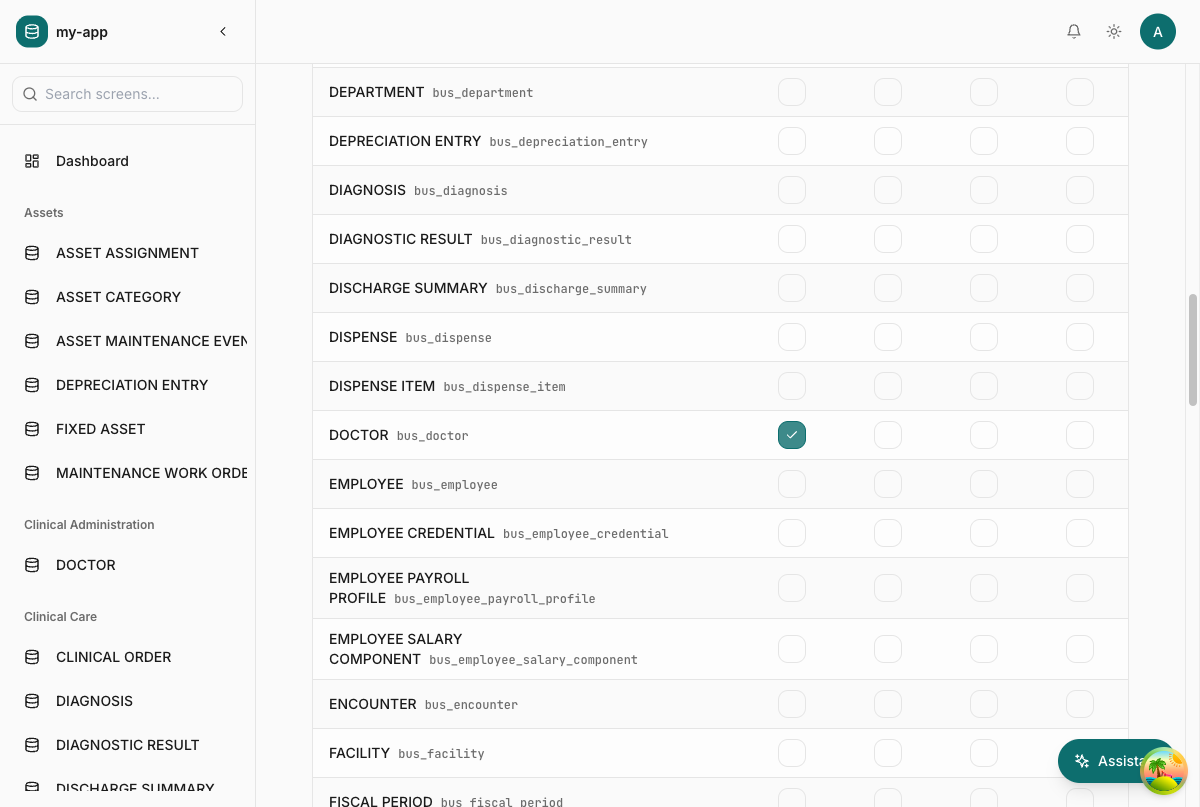 my-app
A
Search screens...
Dashboard
Assets
ASSET ASSIGNMENT
ASSET CATEGORY
ASSET MAINTENANCE EVEN
DEPRECIATION ENTRY
FIXED ASSET
MAINTENANCE WORK ORDE
Clinical Administration
DOCTOR
Clinical Care
CLINICAL ORDER
DIAGNOSIS
DIAGNOSTIC RESULT
DISCHARGE SUMMARY
DEPARTMENT bus_department
DEPRECIATION ENTRY bus_depreciation_entry
DIAGNOSIS bus_diagnosis
DIAGNOSTIC RESULT bus_diagnostic_result
DISCHARGE SUMMARY bus_discharge_summary
DISPENSE bus_dispense
DISPENSE ITEM bus_dispense_item
DOCTOR bus_doctor
EMPLOYEE bus_employee
EMPLOYEE CREDENTIAL bus_employee_credential
EMPLOYEE PAYROLL
PROFILE bus_employee_payroll_profile
EMPLOYEE SALARY
COMPONENT bus_employee_salary_component
ENCOUNTER bus_encounter
FACILITY bus_facility
FISCAL PERIOD bus_fiscal_period
Assista